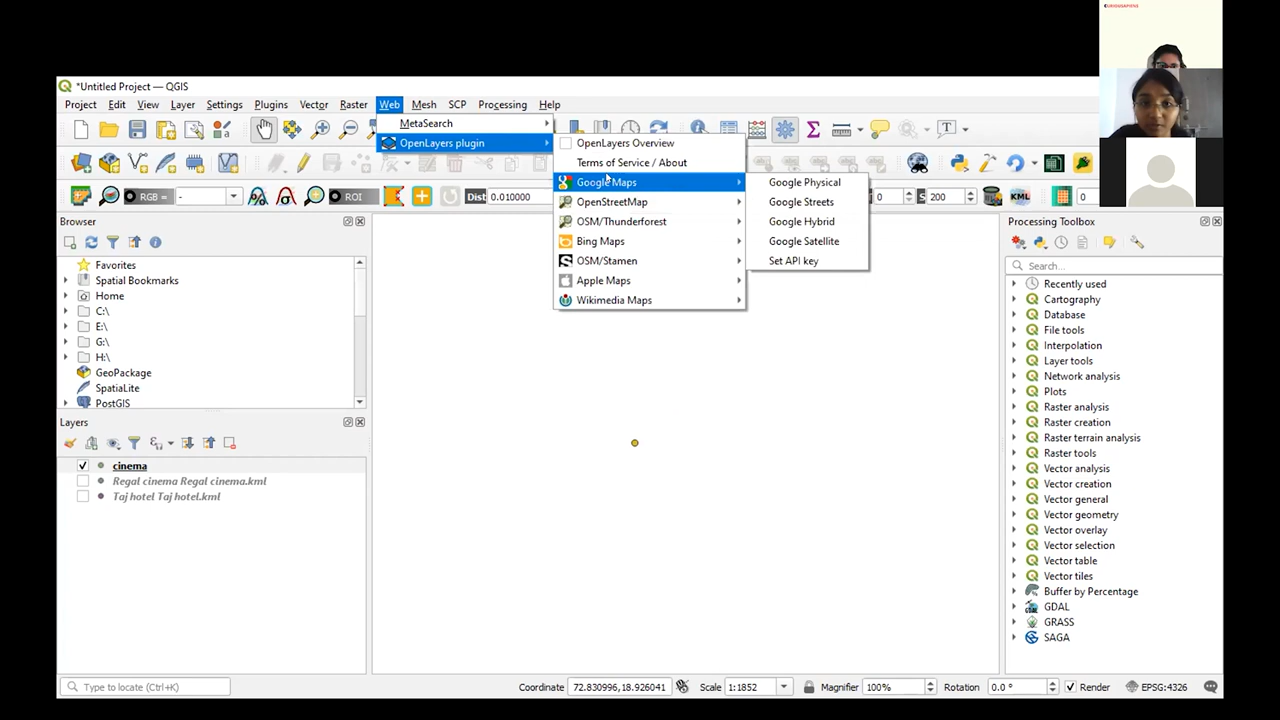 CURIOUSAPIENS
*Untitled Project — QGIS
Project Edit View Layer Settings Plugins Vector Raster Web Mesh SCP Processing Help
MetaSearch
OpenLayers plugin
OpenLayers Overview
Terms of Service / About
Google Maps
OpenStreetMap
OSM/Thunderforest
Bing Maps
OSM/Stamen
Apple Maps
Wikimedia Maps
Google Physical
Google Streets
Google Hybrid
Google Satellite
Set API key
RGB = -
ROI
Dist 0.010000
0
S 200
KML
0
Browser
Favorites
Spatial Bookmarks
Home
C:\
E:\
G:\
H:\
GeoPackage
SpatiaLite
PostGIS
Layers
cinema
Regal cinema Regal cinema.kml
Taj hotel Taj hotel.kml
Processing Toolbox
Search...
Recently used
Cartography
Database
File tools
Interpolation
Layer tools
Network analysis
Plots
Raster analysis
Raster creation
Raster terrain analysis
Raster tools
Vector analysis
Vector creation
Vector general
Vector geometry
Vector overlay
Vector selection
Vector table
Vector tiles
Buffer by Percentage
GDAL
GRASS
SAGA
Type to locate (Ctrl+K)
Coordinate 72.830996,18.926041 Scale 1:1852 Magnifier 100% Rotation 0.0 ° Render EPSG:4326